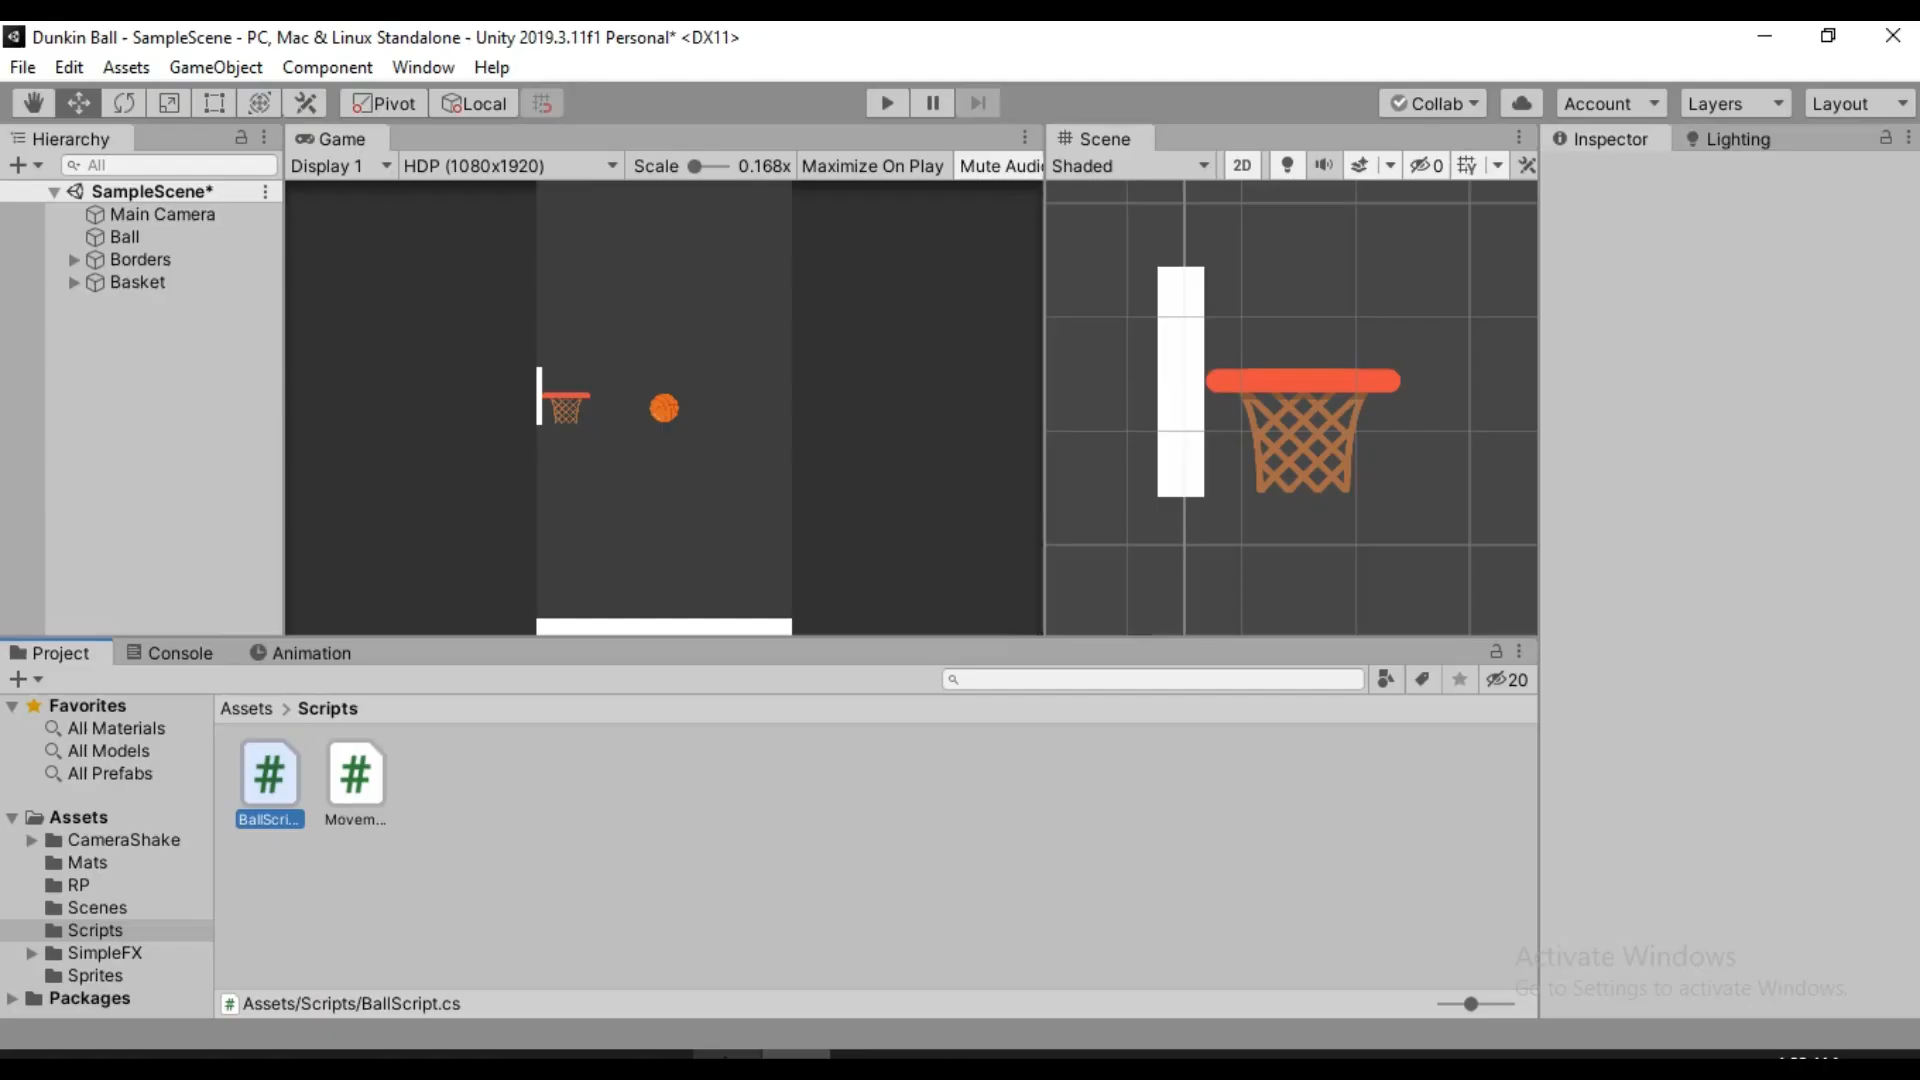 Dunkin Ball - SampleScene - PC, Mac & Linux Standalone - Unity 2019.3.11f1 Personal* <DX11>
File Edit Assets GameObject Component Window Help
Pivot Local Collab Account Layers Layout
Hierarchy Game Scene Inspector Lighting
All Display 1 HDP (1080x1920) Scale 0.168x Maximize On Play Mute Audi Shaded 2D 0
SampleScene*
Main Camera
Ball
Borders
Basket
Project Console Animation
20
Favorites
All Materials
All Models
All Prefabs
Assets
CameraShake
Mats
RP
Scenes
Scripts
SimpleFX
Sprites
Packages
Assets > Scripts
# #
BallScri... Movem...
# Assets/Scripts/BallScript.cs
Activate Windows
Go to Settings to activate Windows.